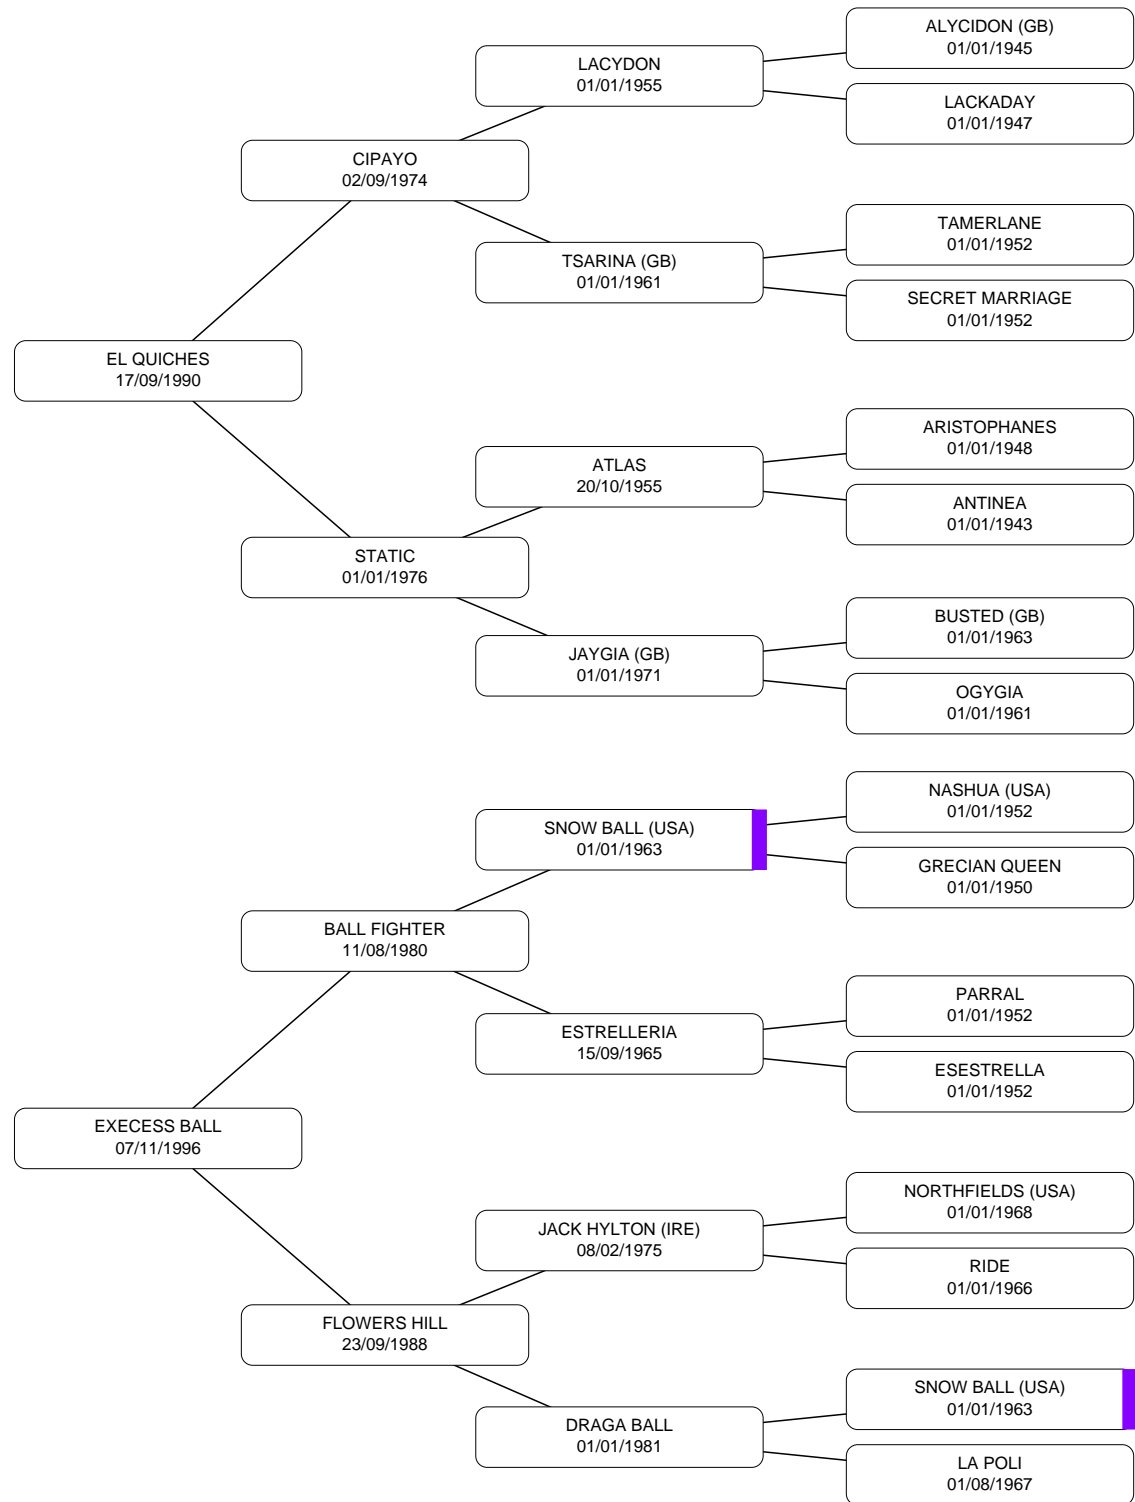 ALYCIDON (GB)
01/01/1945
LACYDON
01/01/1955
LACKADAY
01/01/1947
CIPAYO
02/09/1974
TAMERLANE
01/01/1952
TSARINA (GB)
01/01/1961
SECRET MARRIAGE
01/01/1952
EL QUICHES
17/09/1990
ARISTOPHANES
01/01/1948
ATLAS
20/10/1955
ANTINEA
01/01/1943
STATIC
01/01/1976
BUSTED (GB)
01/01/1963
JAYGIA (GB)
01/01/1971
OGYGIA
01/01/1961
NASHUA (USA)
01/01/1952
SNOW BALL (USA)
01/01/1963
GRECIAN QUEEN
01/01/1950
BALL FIGHTER
11/08/1980
PARRAL
01/01/1952
ESTRELLERIA
15/09/1965
ESESTRELLA
01/01/1952
EXECESS BALL
07/11/1996
NORTHFIELDS (USA)
01/01/1968
JACK HYLTON (IRE)
08/02/1975
RIDE
01/01/1966
FLOWERS HILL
23/09/1988
SNOW BALL (USA)
01/01/1963
DRAGA BALL
01/01/1981
LA POLI
01/08/1967